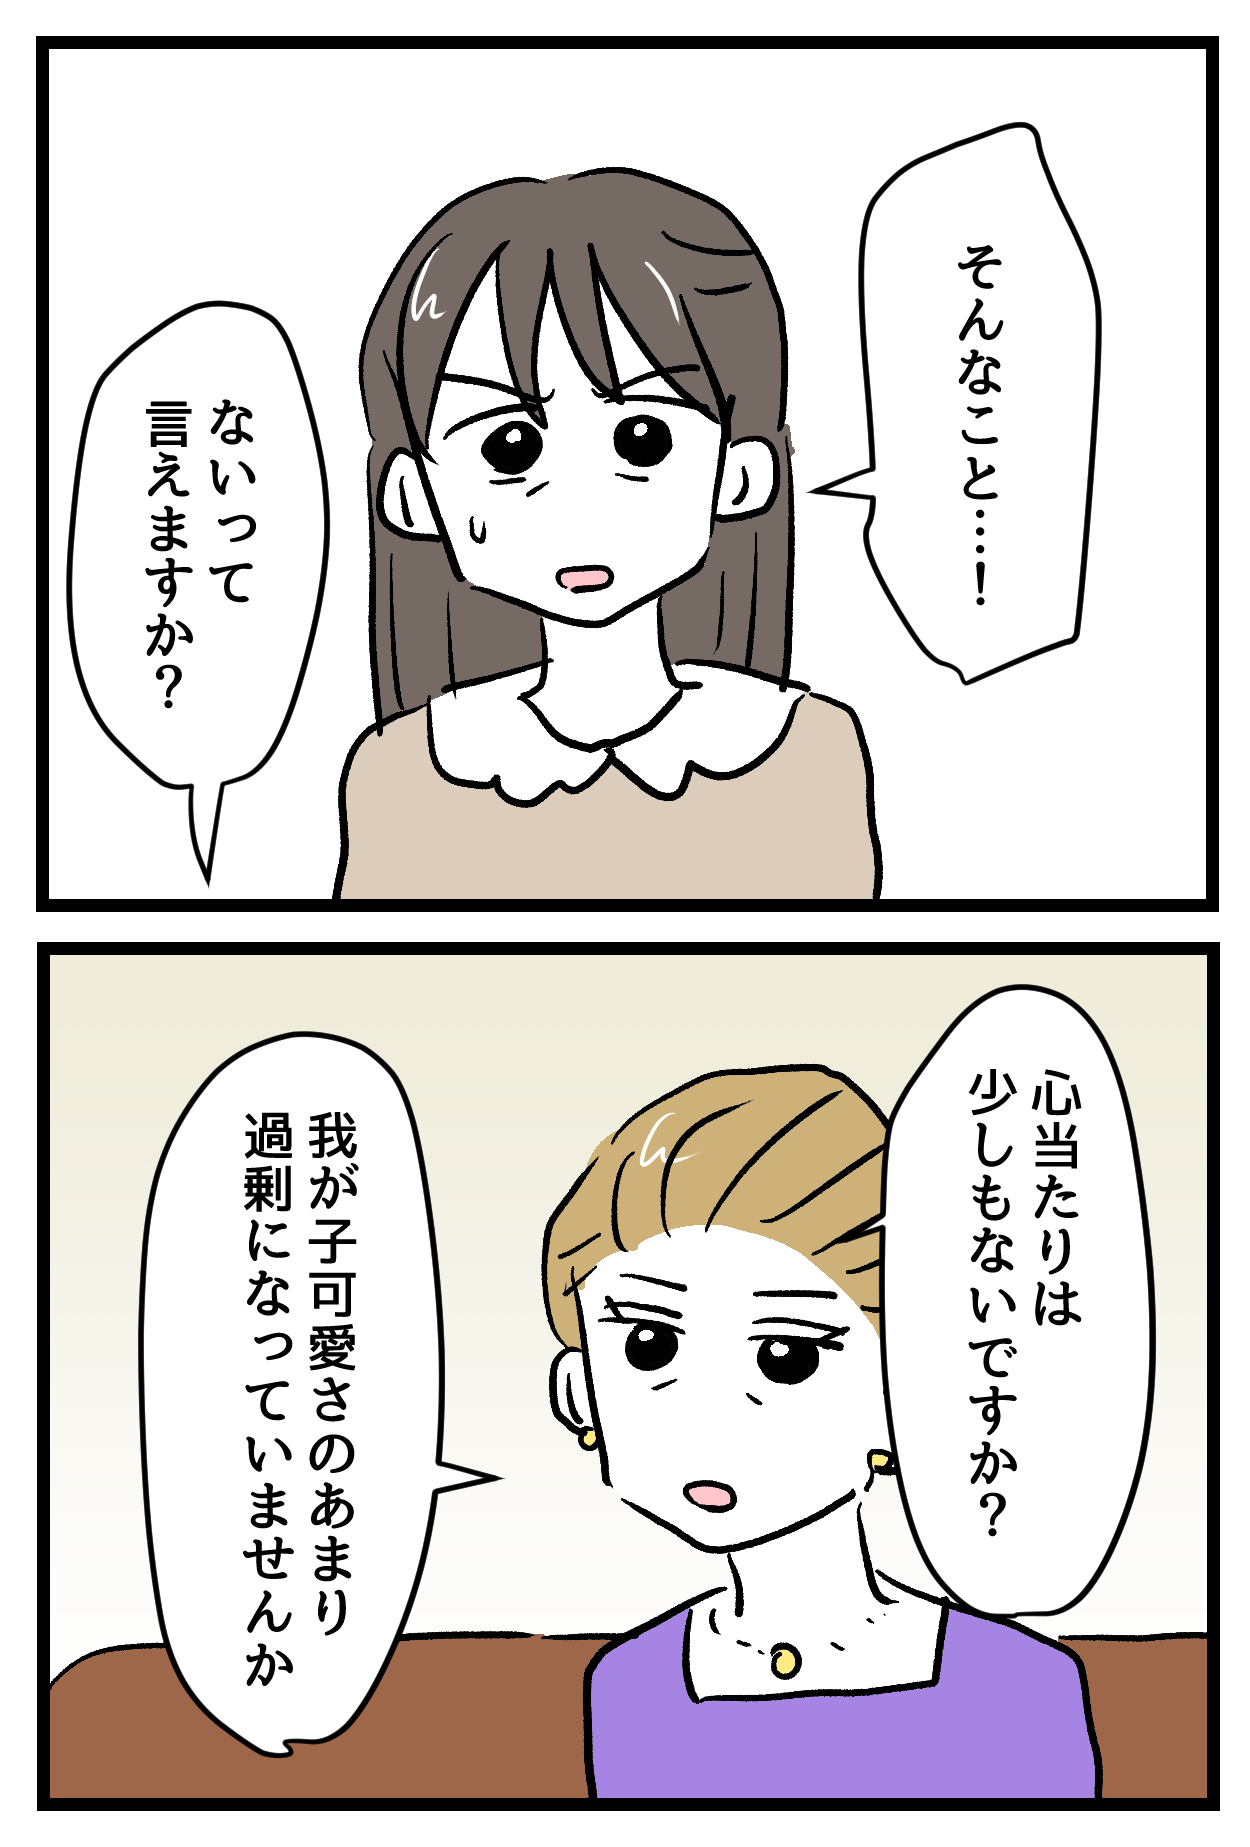 そんなこと…！
ないって
言えますか？
心当たりは
少しもないですか？
我が子可愛さのあまり
過剰になっていませんか